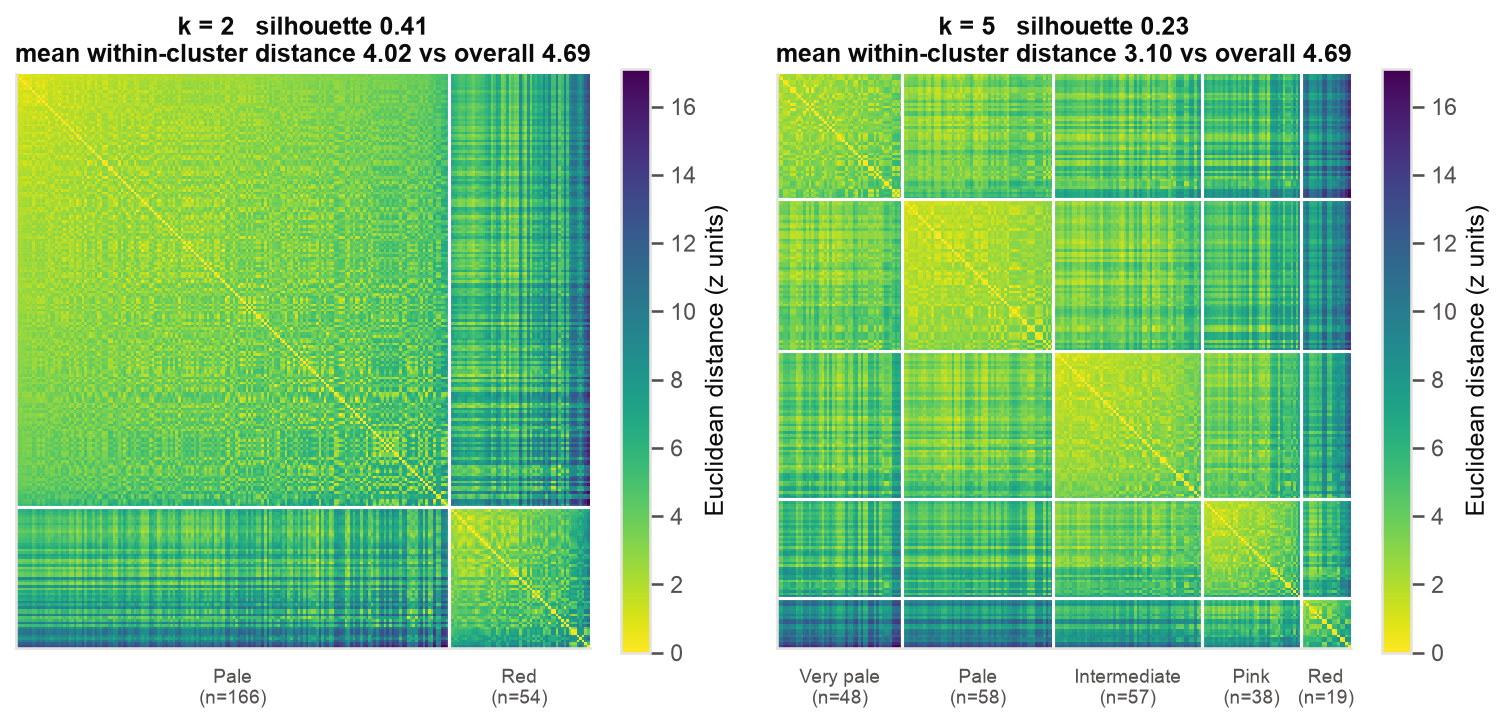 k = 2   silhouette 0.41
mean within-cluster distance 4.02 vs overall 4.69
16
14
12
10
8
6
4
2
0
Euclidean distance (z units)
Pale
(n=166)
Red
(n=54)
k = 5   silhouette 0.23
mean within-cluster distance 3.10 vs overall 4.69
16
14
12
10
8
6
4
2
0
Euclidean distance (z units)
Very pale
(n=48)
Pale
(n=58)
Intermediate
(n=57)
Pink
(n=38)
Red
(n=19)